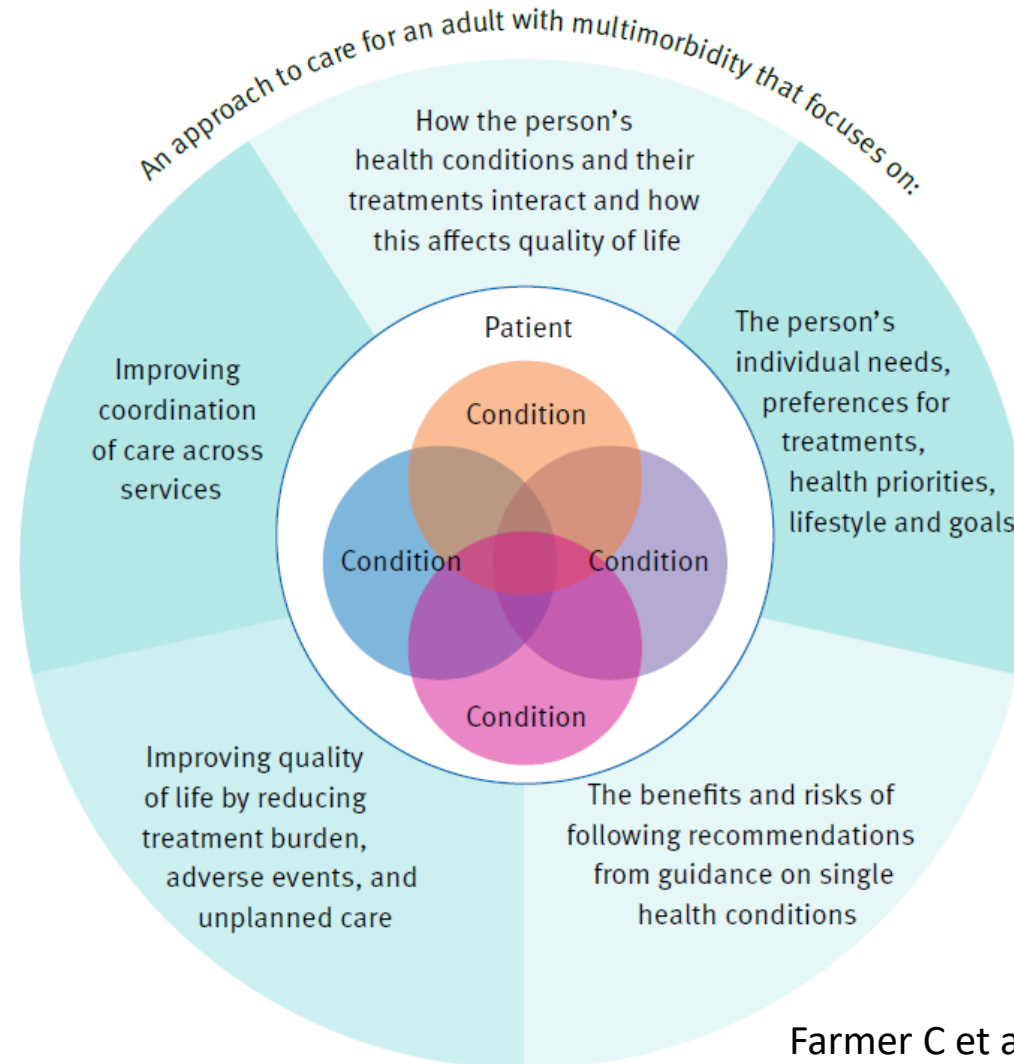 An approach to care for an adult with multimorbidity that focuses on:
How the person’s
health conditions and their
treatments interact and how
this affects quality of life
The person’s
individual needs,
preferences for
treatments,
health priorities,
lifestyle and goals
The benefits and risks of
following recommendations
from guidance on single
health conditions
Improving quality
of life by reducing
treatment burden,
adverse events, and
unplanned care
Improving
coordination
of care across
services
Patient
Condition
Condition
Condition
Condition
Farmer C et a